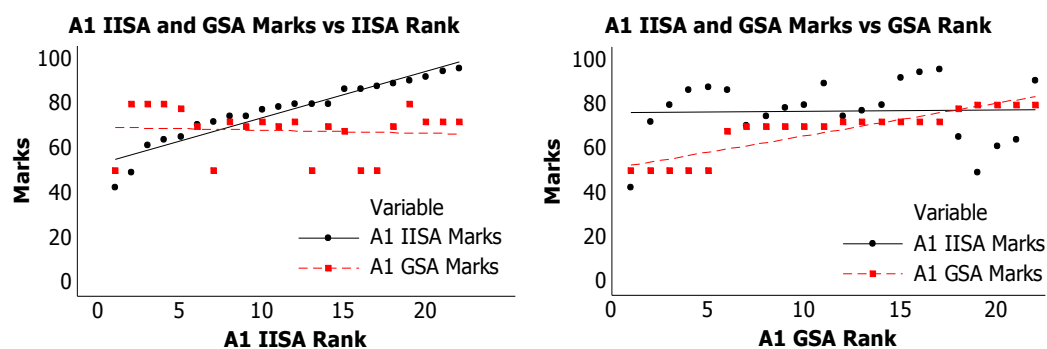 A1 IISA and GSA Marks vs IISA Rank
100
80
60
40
20
0
Marks
Variable
A1 IISA Marks
A1 GSA Marks
0 5 10 15 20
A1 IISA Rank
A1 IISA and GSA Marks vs GSA Rank
100
80
60
40
20
0
Marks
Variable
A1 IISA Marks
A1 GSA Marks
0 5 10 15 20
A1 GSA Rank